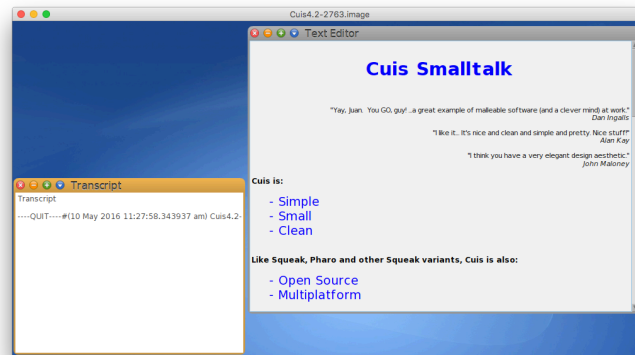 Cuis4.2-2763.image
Text Editor
Cuis Smalltalk
"Yay, Juan.  You GO, guy! ..a great example of malleable software (and a clever mind) at work."
Dan Ingalls
"I like it.. It's nice and clean and simple and pretty. Nice stuff!"
Alan Kay
"I think you have a very elegant design aesthetic."
John Maloney
Cuis is:
- Simple
- Small
- Clean
Like Squeak, Pharo and other Squeak variants, Cuis is also:
- Open Source
- Multiplatform
Transcript
Transcript
----QUIT----#(10 May 2016 11:27:58.343937 am) Cuis4.2-